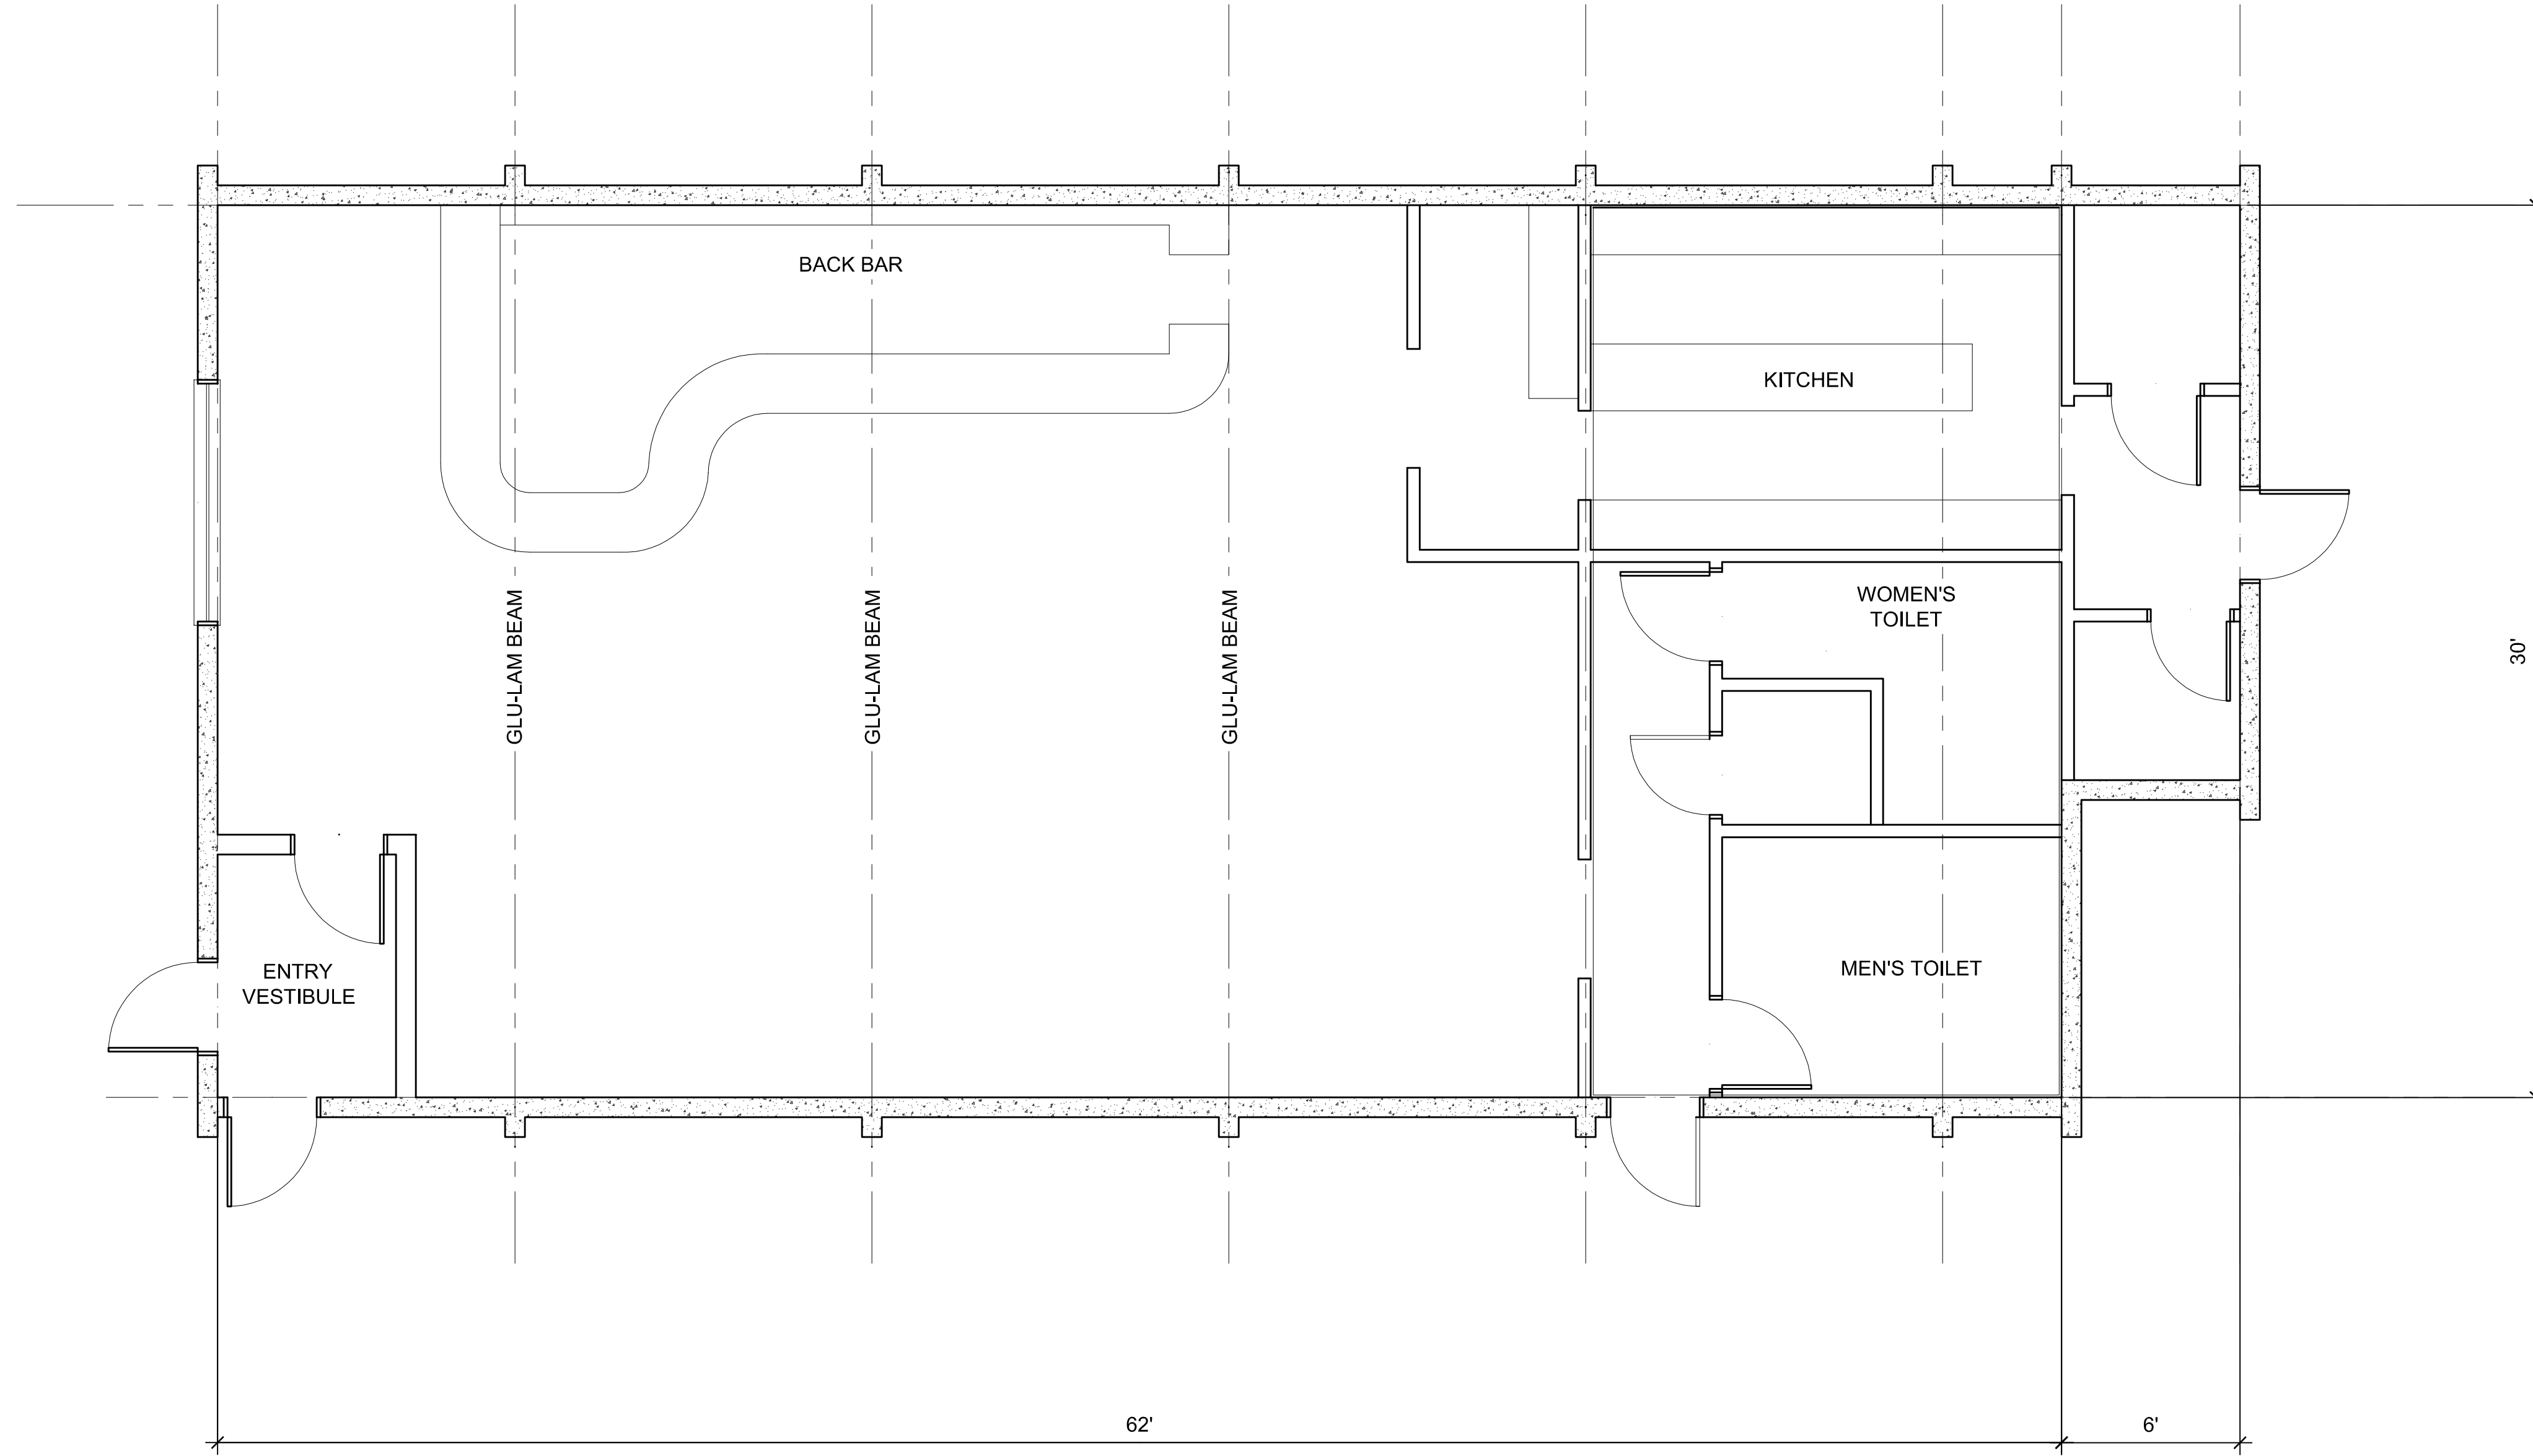 BACK BAR
KITCHEN
GLU-LAM BEAM
GLU-LAM BEAM
GLU-LAM BEAM
WOMEN'S
TOILET
30'
ENTRY
VESTIBULE
MEN'S TOILET
62'
6'